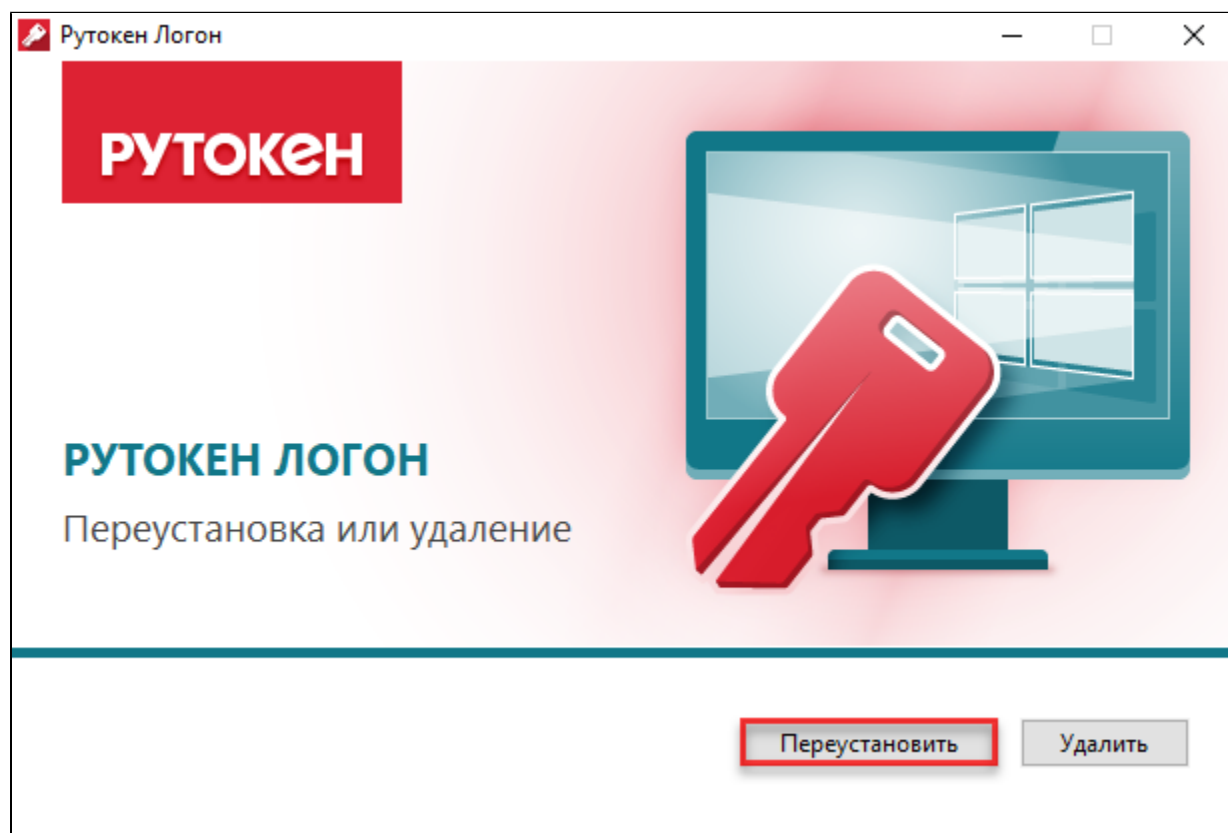 Рутокен Логон
рутокен
РУТОКЕН ЛОГОН
Переустановка или удаление
Переустановить
Удалить